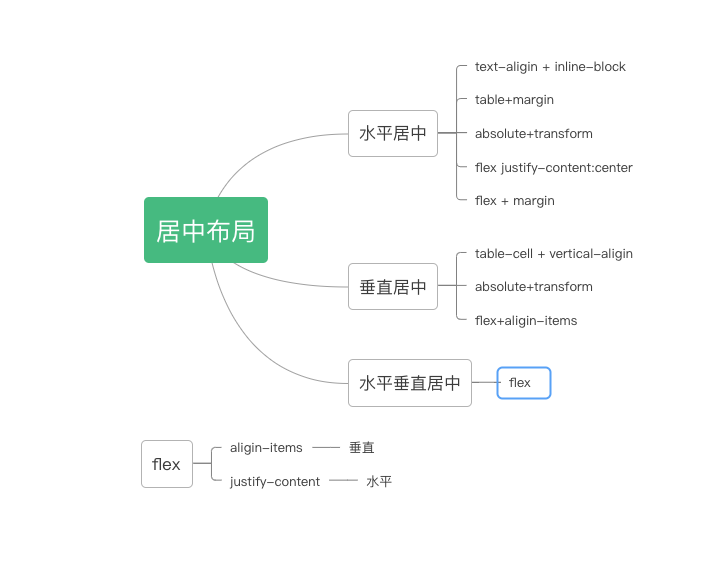 居中布局
水平居中
text-aligin + inline-block
table+margin
absolute+transform
flex justify-content:center
flex + margin
垂直居中
table-cell + vertical-aligin
absolute+transform
flex+aligin-items
水平垂直居中
flex
flex
aligin-items
垂直
justify-content
水平